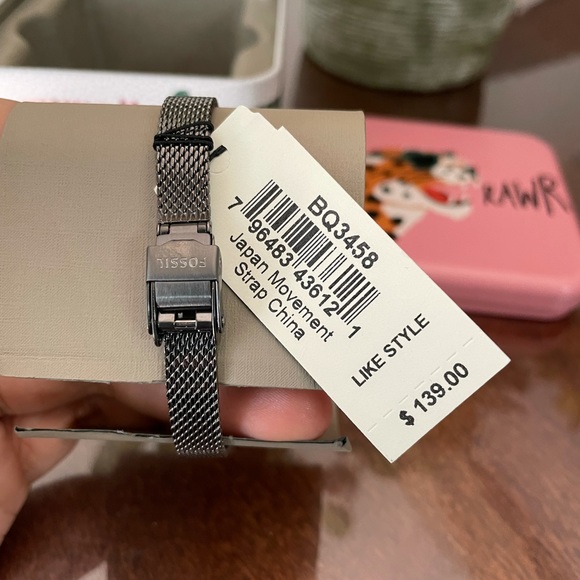 BQ3458
7 96483 43612 1
Japan Movement
Strap China
LIKE STYLE
$ 139.00
FOSSIL
RAWR